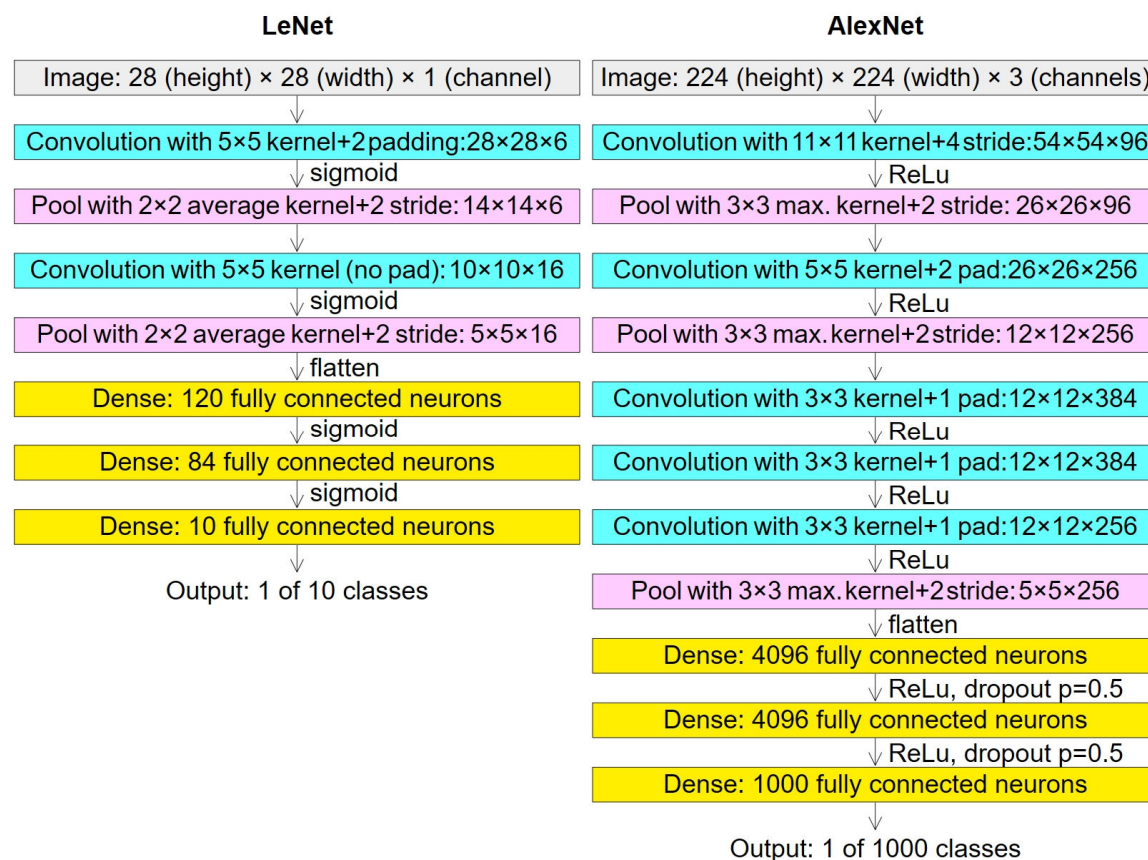 LeNet
Image: 28 (height) × 28 (width) × 1 (channel)
Convolution with 5×5 kernel+2 padding:28×28×6
sigmoid
Pool with 2×2 average kernel+2 stride: 14×14×6
Convolution with 5×5 kernel (no pad): 10×10×16
sigmoid
Pool with 2×2 average kernel+2 stride: 5×5×16
flatten
Dense: 120 fully connected neurons
sigmoid
Dense: 84 fully connected neurons
sigmoid
Dense: 10 fully connected neurons
Output: 1 of 10 classes
AlexNet
Image: 224 (height) × 224 (width) × 3 (channels)
Convolution with 11×11 kernel+4 stride:54×54×96
ReLu
Pool with 3×3 max. kernel+2 stride: 26×26×96
Convolution with 5×5 kernel+2 pad:26×26×256
ReLu
Pool with 3×3 max.kernel+2stride: 12×12×256
Convolution with 3×3 kernel+1 pad:12×12×384
ReLu
Convolution with 3×3 kernel+1 pad:12×12×384
ReLu
Convolution with 3×3 kernel+1 pad:12×12×256
ReLu
Pool with 3×3 max.kernel+2stride:5×5×256
flatten
Dense: 4096 fully connected neurons
ReLu, dropout p=0.5
Dense: 4096 fully connected neurons
ReLu, dropout p=0.5
Dense: 1000 fully connected neurons
Output: 1 of 1000 classes